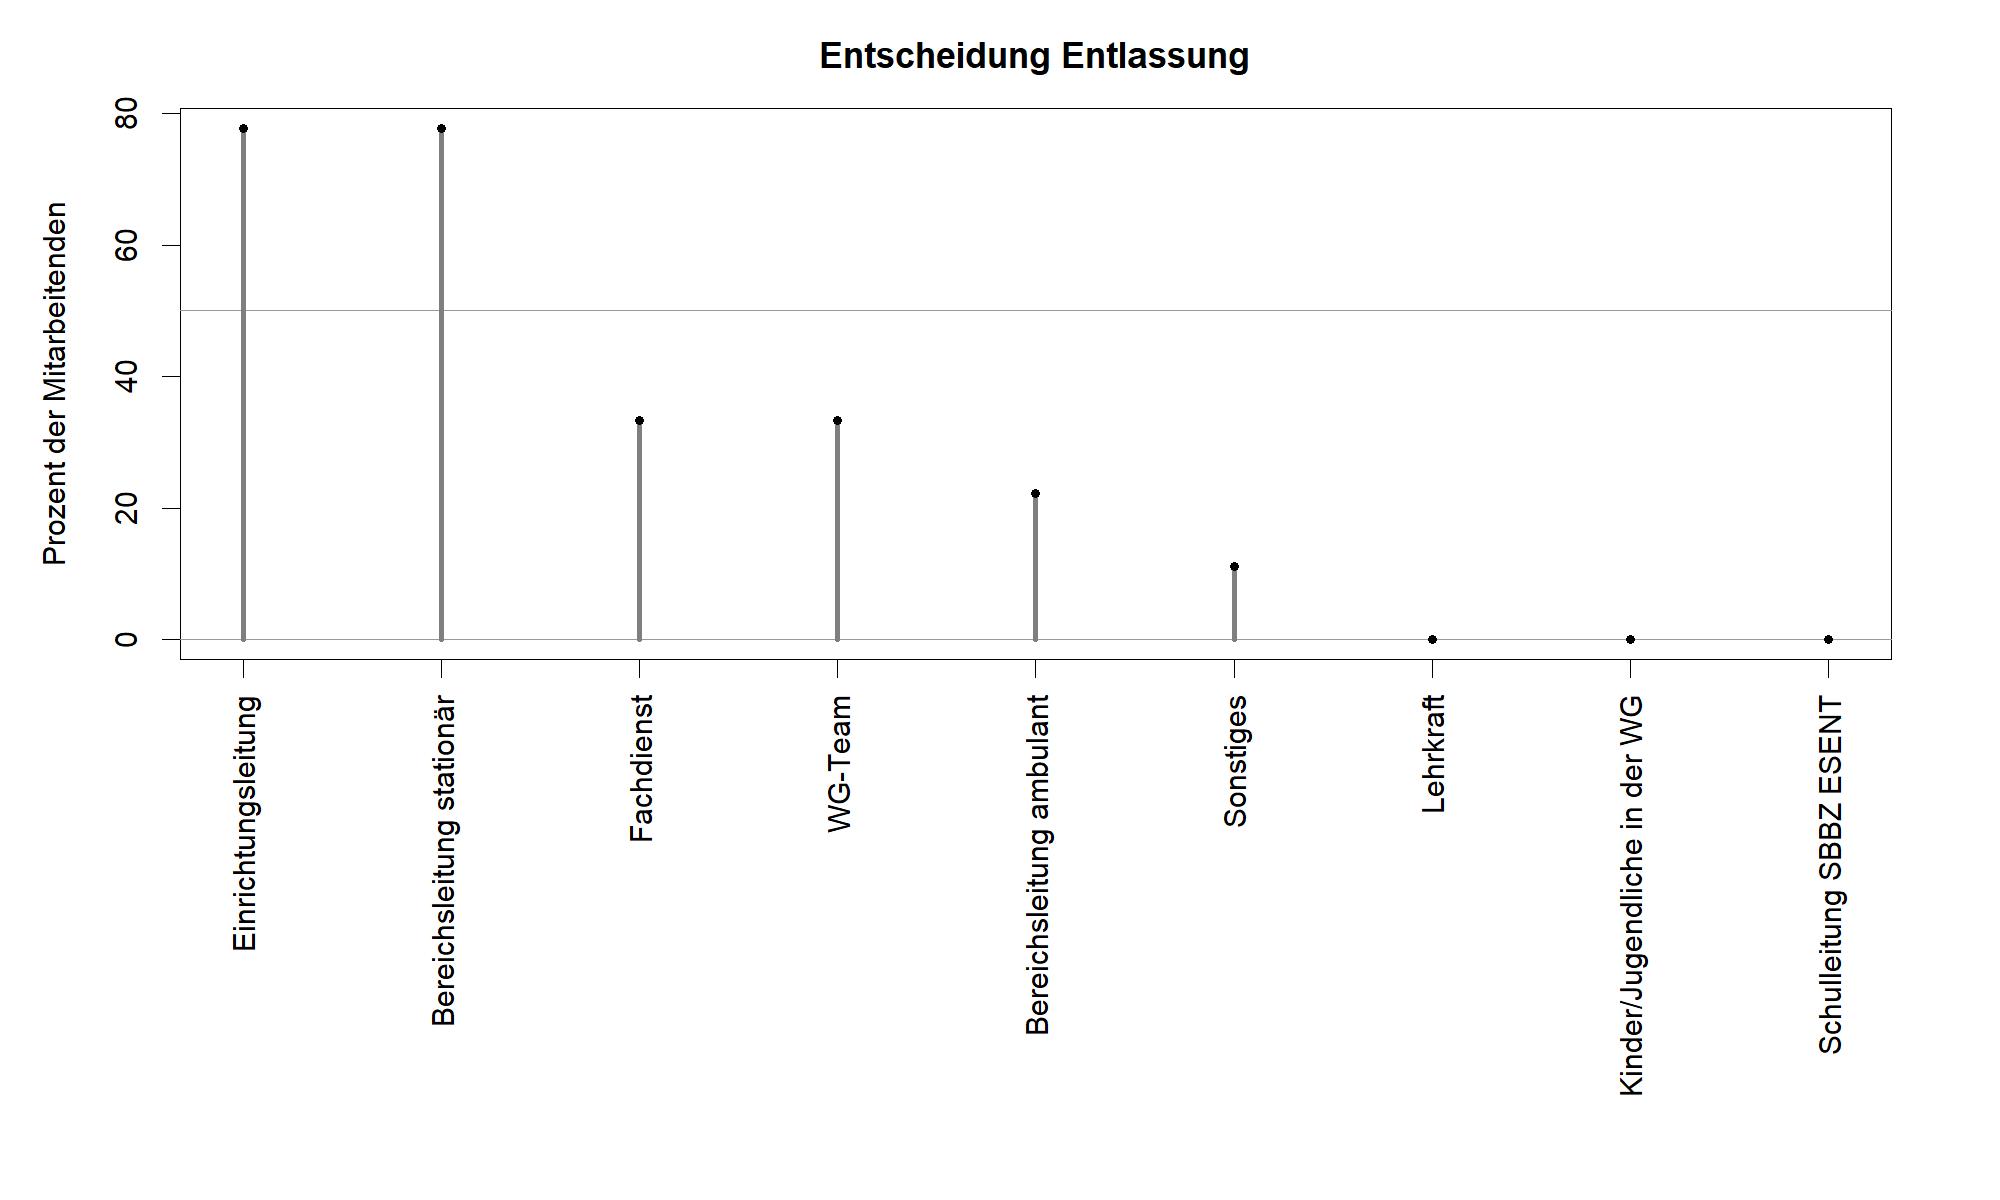 Entscheidung Entlassung
Prozent der Mitarbeitenden
80
60
40
20
0
Einrichtungsleitung
Bereichsleitung stationär
Fachdienst
WG-Team
Bereichsleitung ambulant
Sonstiges
Lehrkraft
Kinder/Jugendliche in der WG
Schulleitung SBBZ ESENT